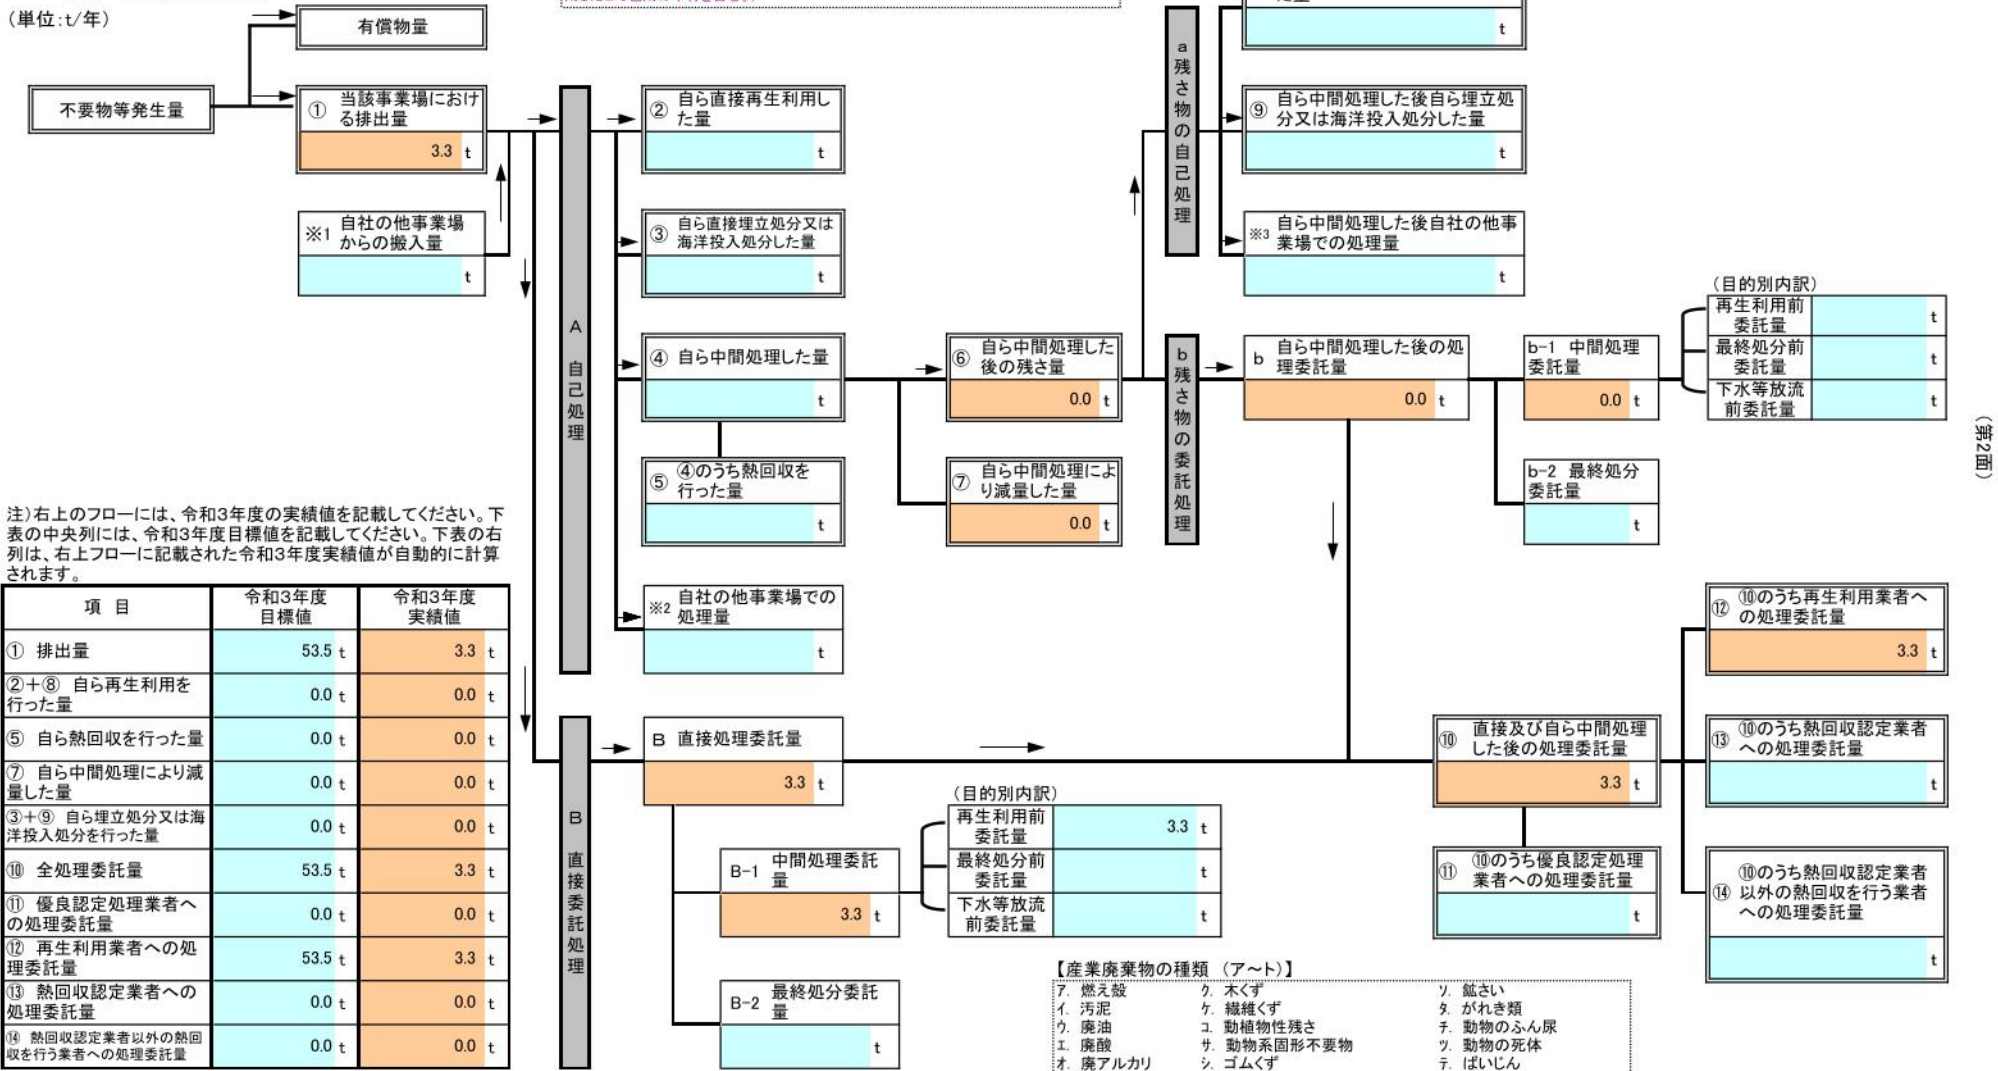 (単位:t/年)
有償物量
不要物等発生量
① 当該事業場におけ
る排出量
3.3 t
※1 自社の他事業場
からの搬入量
t
A 自己処理
② 自ら直接再生利用し
た量
t
③ 自ら直接埋立処分又は
海洋投入処分した量
t
④ 自ら中間処理した量
t
⑤ ④のうち熱回収を
行った量
t
※2 自社の他事業場での
処理量
t
⑥ 自ら中間処理した
後の残さ量
0.0 t
⑦ 自ら中間処理によ
り減量した量
0.0 t
a 残さ物の自己処理
t
⑨ 自ら中間処理した後自ら埋立処
分又は海洋投入処分した量
t
※3 自ら中間処理した後自社の他事
業場での処理量
t
b 残さ物の委託処理
b 自ら中間処理した後の処
理委託量
0.0 t
b-1 中間処理
委託量
0.0 t
b-2 最終処分
委託量
t
(目的別内訳)
再生利用前
委託量
t
最終処分前
委託量
t
下水等放流
前委託量
t
(第2面)
注)右上のフローには、令和3年度の実績値を記載してください。下
表の中央列には、令和3年度目標値を記載してください。下表の右
列は、右上フローに記載された令和3年度実績値が自動的に計算
されます。
項 目 令和3年度 令和3年度
目標値 実績値
① 排出量 53.5 t 3.3 t
②+⑧ 自ら再生利用を
行った量 0.0 t 0.0 t
⑤ 自ら熱回収を行った量 0.0 t 0.0 t
⑦ 自ら中間処理により減
量した量 0.0 t 0.0 t
③+⑨ 自ら埋立処分又は海
洋投入処分を行った量 0.0 t 0.0 t
⑩ 全処理委託量 53.5 t 3.3 t
⑪ 優良認定処理業者へ
の処理委託量 0.0 t 0.0 t
⑫ 再生利用業者への処
理委託量 53.5 t 3.3 t
⑬ 熱回収認定業者への
処理委託量 0.0 t 0.0 t
⑭ 熱回収認定業者以外の熱回
収を行う業者への処理委託量 0.0 t 0.0 t
B 直接委託処理
B 直接処理委託量
3.3 t
B-1 中間処理委託
量
3.3 t
B-2 最終処分委託
量
t
(目的別内訳)
再生利用前
委託量
3.3 t
最終処分前
委託量
t
下水等放流
前委託量
t
⑩ 直接及び自ら中間処理
した後の処理委託量
3.3 t
⑪ ⑩のうち優良認定処理
業者への処理委託量
t
⑫ ⑩のうち再生利用業者へ
の処理委託量
3.3 t
⑬ ⑩のうち熱回収認定業者
への処理委託量
t
⑭ ⑩のうち熱回収認定業者
以外の熱回収を行う業者
への処理委託量
t
【産業廃棄物の種類 (ア~ト)】
ア. 燃え殻 ク. 木くず ソ. 鉱さい
イ. 汚泥 ケ. 繊維くず タ. がれき類
ウ. 廃油 コ. 動植物性残さ チ. 動物のふん尿
エ. 廃酸 サ. 動物系固形不要物 ツ. 動物の死体
オ. 廃アルカリ シ. ゴムくず テ. ばいじん